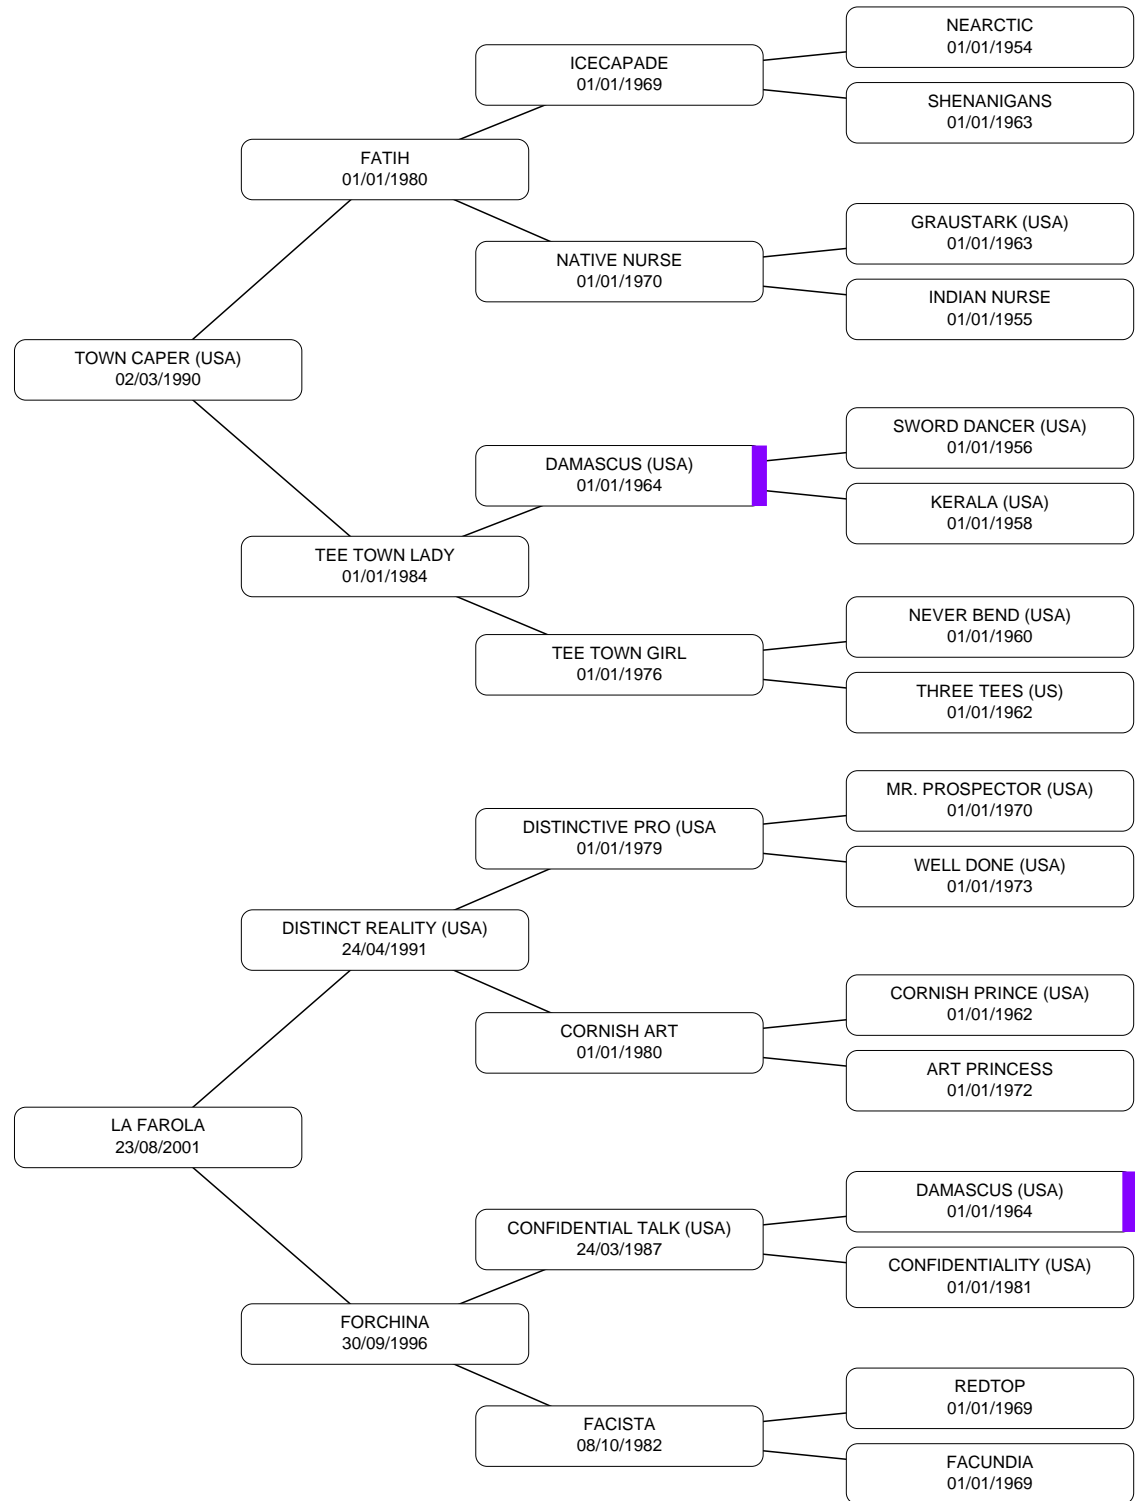 NEARCTIC
01/01/1954
ICECAPADE
01/01/1969
SHENANIGANS
01/01/1963
FATIH
01/01/1980
GRAUSTARK (USA)
01/01/1963
NATIVE NURSE
01/01/1970
INDIAN NURSE
01/01/1955
TOWN CAPER (USA)
02/03/1990
SWORD DANCER (USA)
01/01/1956
DAMASCUS (USA)
01/01/1964
KERALA (USA)
01/01/1958
TEE TOWN LADY
01/01/1984
NEVER BEND (USA)
01/01/1960
TEE TOWN GIRL
01/01/1976
THREE TEES (US)
01/01/1962
MR. PROSPECTOR (USA)
01/01/1970
DISTINCTIVE PRO (USA
01/01/1979
WELL DONE (USA)
01/01/1973
DISTINCT REALITY (USA)
24/04/1991
CORNISH PRINCE (USA)
01/01/1962
CORNISH ART
01/01/1980
ART PRINCESS
01/01/1972
LA FAROLA
23/08/2001
DAMASCUS (USA)
01/01/1964
CONFIDENTIAL TALK (USA)
24/03/1987
CONFIDENTIALITY (USA)
01/01/1981
FORCHINA
30/09/1996
REDTOP
01/01/1969
FACISTA
08/10/1982
FACUNDIA
01/01/1969